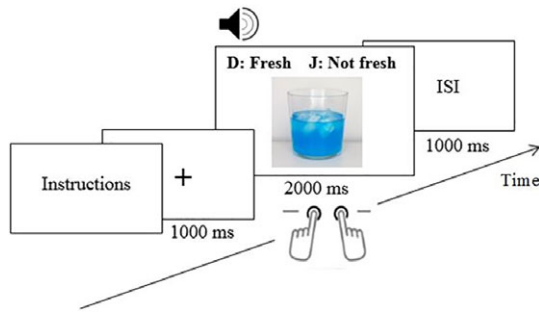 Instructions
+
1000 ms
D: Fresh J: Not fresh
2000 ms
ISI
1000 ms
Time